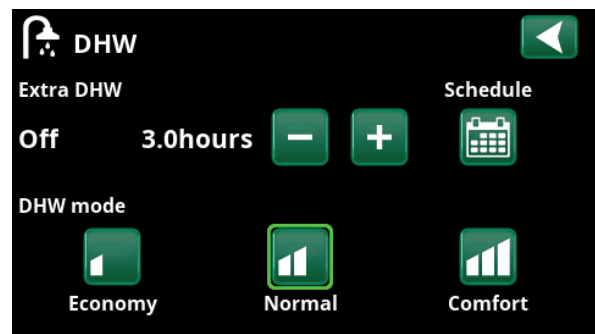 DHW
Extra DHW Schedule
Off 3.0hours
DHW mode
Economy Normal Comfort